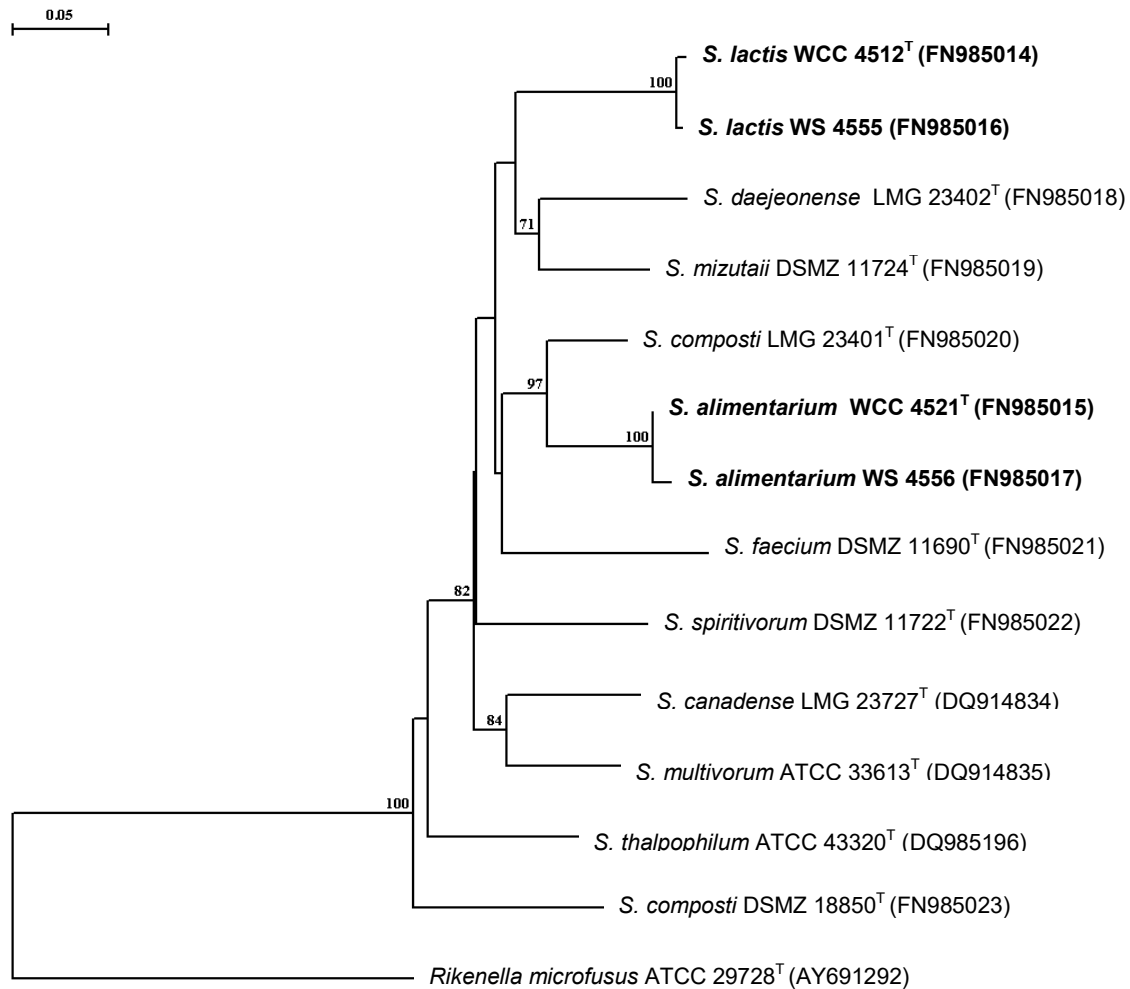 0.05
S. lactis WCC 4512T (FN985014)
100
S. lactis WS 4555 (FN985016)
S. daejeonense LMG 23402T (FN985018)
71
S. mizutaii DSMZ 11724T (FN985019)
S. composti LMG 23401T (FN985020)
97
S. alimentarium WCC 4521T (FN985015)
100
S. alimentarium WS 4556 (FN985017)
S. faecium DSMZ 11690T (FN985021)
82
S. spiritivorum DSMZ 11722T (FN985022)
S. canadense LMG 23727T (DQ914834)
84
S. multivorum ATCC 33613T (DQ914835)
100
S. thalpophilum ATCC 43320T (DQ985196)
S. composti DSMZ 18850T (FN985023)
Rikenella microfusus ATCC 29728T (AY691292)